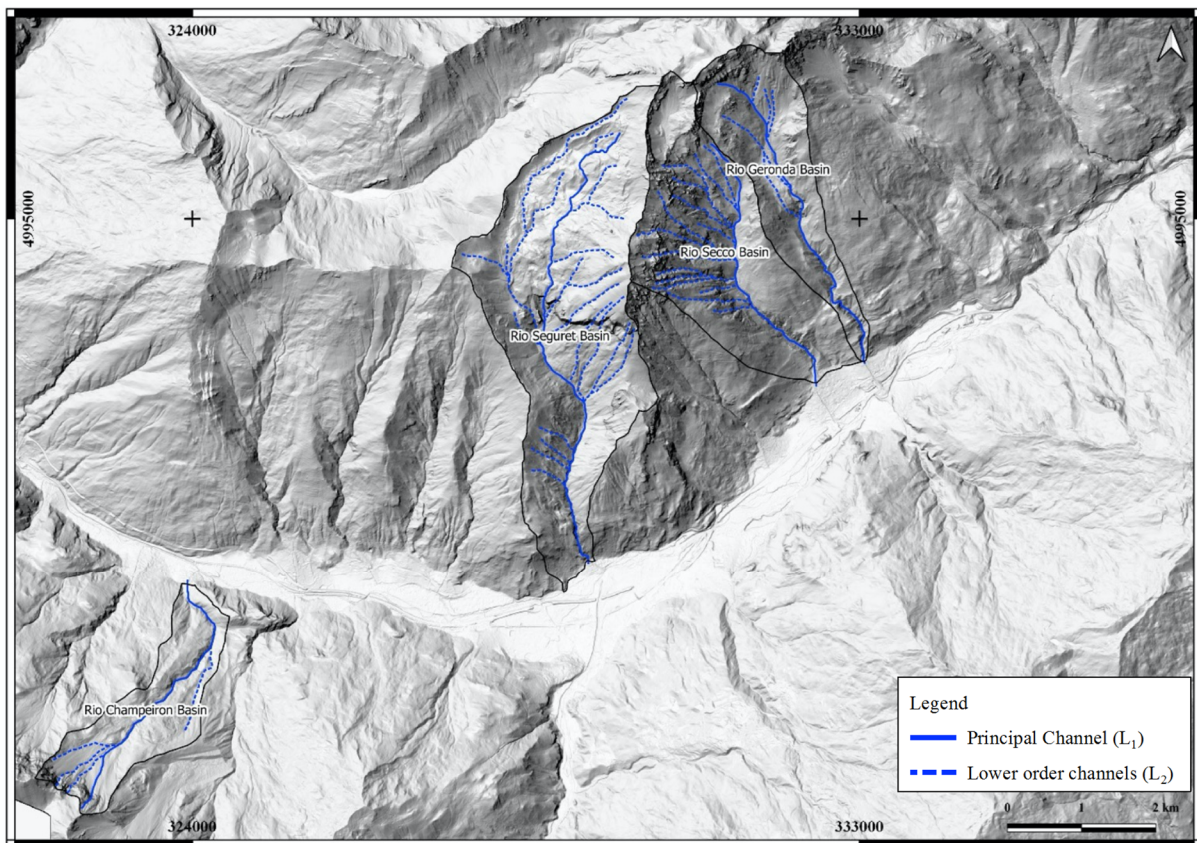 324000
333000
Rio Geronda Basin
4995000
4995000
Rio Secco Basin
Rio Seguret Basin
Rio Champeiron Basin
Legend
Principal Channel (L₁)
Lower order channels (L₂)
0 1 2 km
324000
333000